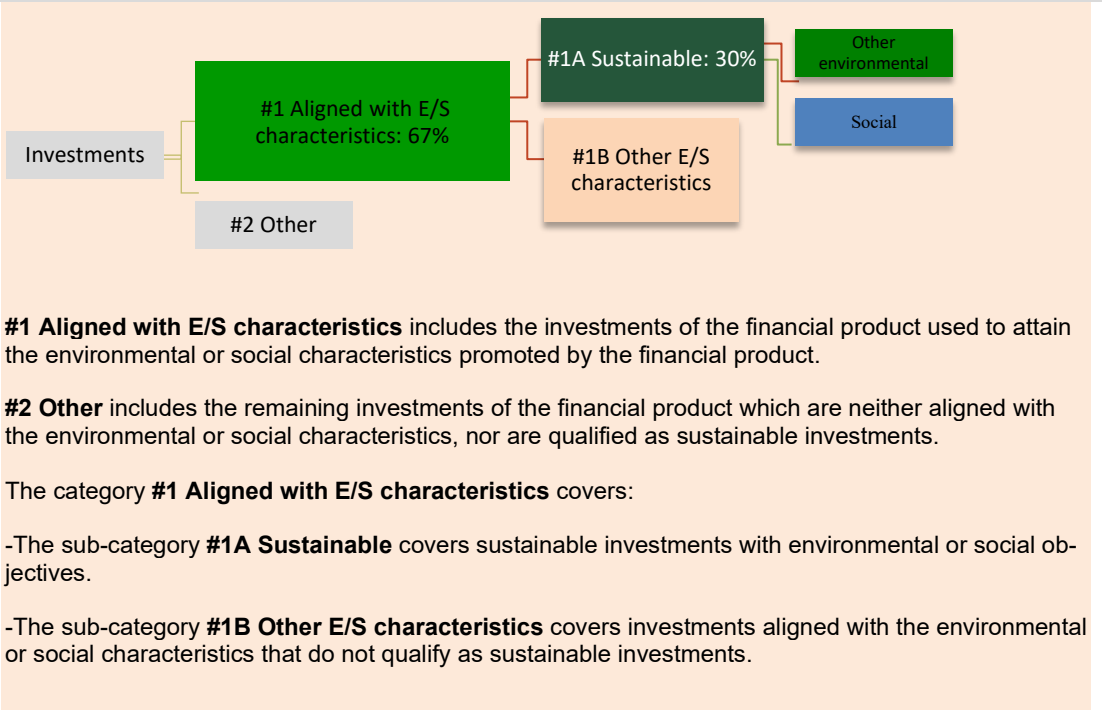 Investments
#1 Aligned with E/S
characteristics: 67%
#2 Other
#1A Sustainable: 30%
#1B Other E/S
characteristics
Other
environmental
Social
#1 Aligned with E/S characteristics includes the investments of the financial product used to attain
the environmental or social characteristics promoted by the financial product.
#2 Other includes the remaining investments of the financial product which are neither aligned with
the environmental or social characteristics, nor are qualified as sustainable investments.
The category #1 Aligned with E/S characteristics covers:
-The sub-category #1A Sustainable covers sustainable investments with environmental or social ob-
jectives.
-The sub-category #1B Other E/S characteristics covers investments aligned with the environmental
or social characteristics that do not qualify as sustainable investments.